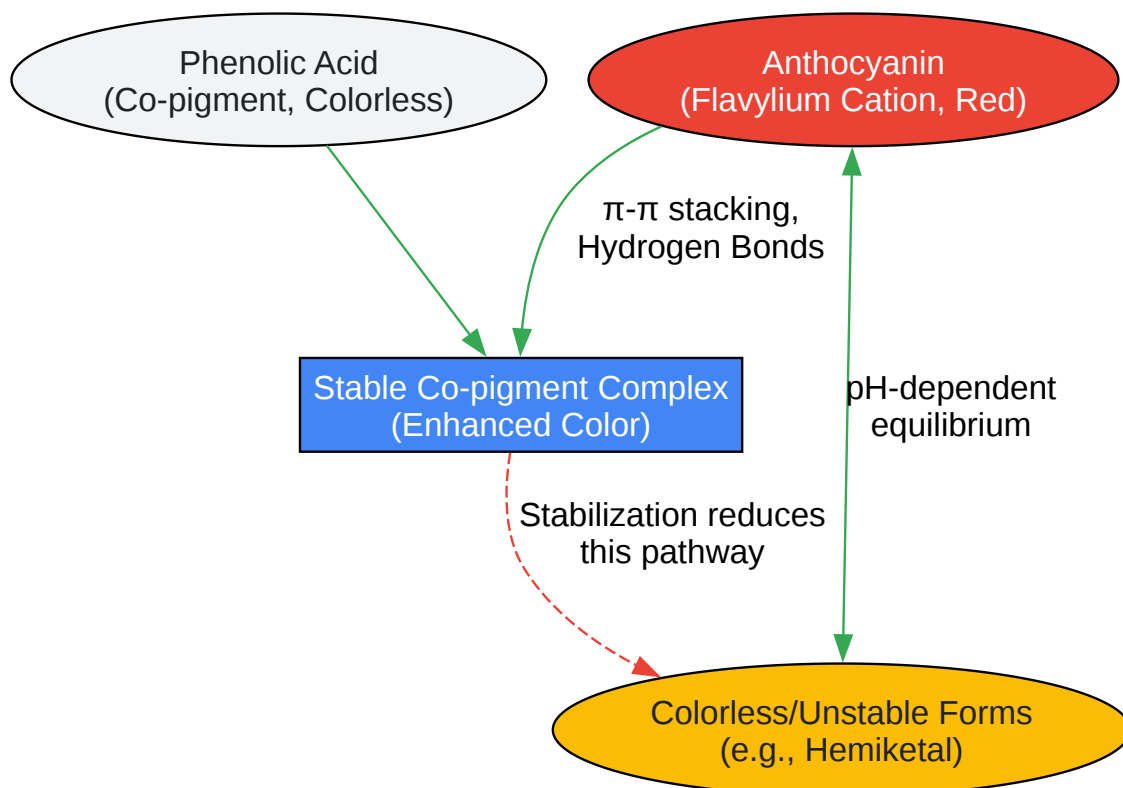 Phenolic Acid
(Co-pigment, Colorless)
Anthocyanin
(Flavylium Cation, Red)
π-π stacking,
Hydrogen Bonds
Stable Co-pigment Complex
(Enhanced Color)
pH-dependent
equilibrium
Stabilization reduces
this pathway
Colorless/Unstable Forms
(e.g., Hemiketal)